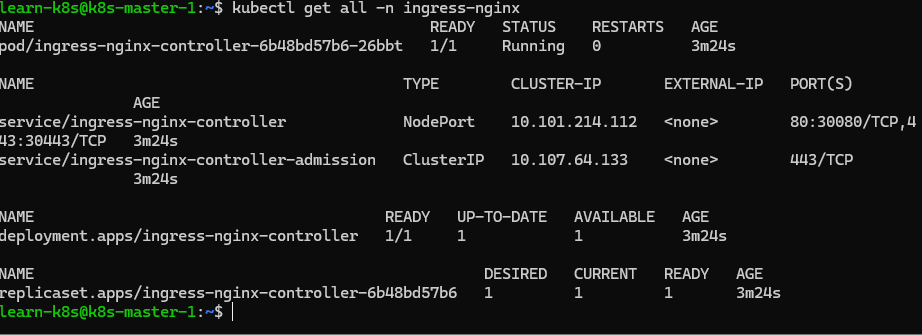 learn-k8s@k8s-master-1:~$ kubectl get all -n ingress-nginx
NAME                                            READY   STATUS    RESTARTS   AGE
pod/ingress-nginx-controller-6b48bd57b6-26bbt   1/1     Running   0          3m24s

NAME                                         TYPE        CLUSTER-IP       EXTERNAL-IP   PORT(S)
              AGE
service/ingress-nginx-controller             NodePort    10.101.214.112   <none>        80:30080/TCP,4
43:30443/TCP   3m24s
service/ingress-nginx-controller-admission   ClusterIP   10.107.64.133    <none>        443/TCP
              3m24s

NAME                                       READY   UP-TO-DATE   AVAILABLE   AGE
deployment.apps/ingress-nginx-controller   1/1     1            1           3m24s

NAME                                                  DESIRED   CURRENT   READY   AGE
replicaset.apps/ingress-nginx-controller-6b48bd57b6   1         1         1       3m24s
learn-k8s@k8s-master-1:~$